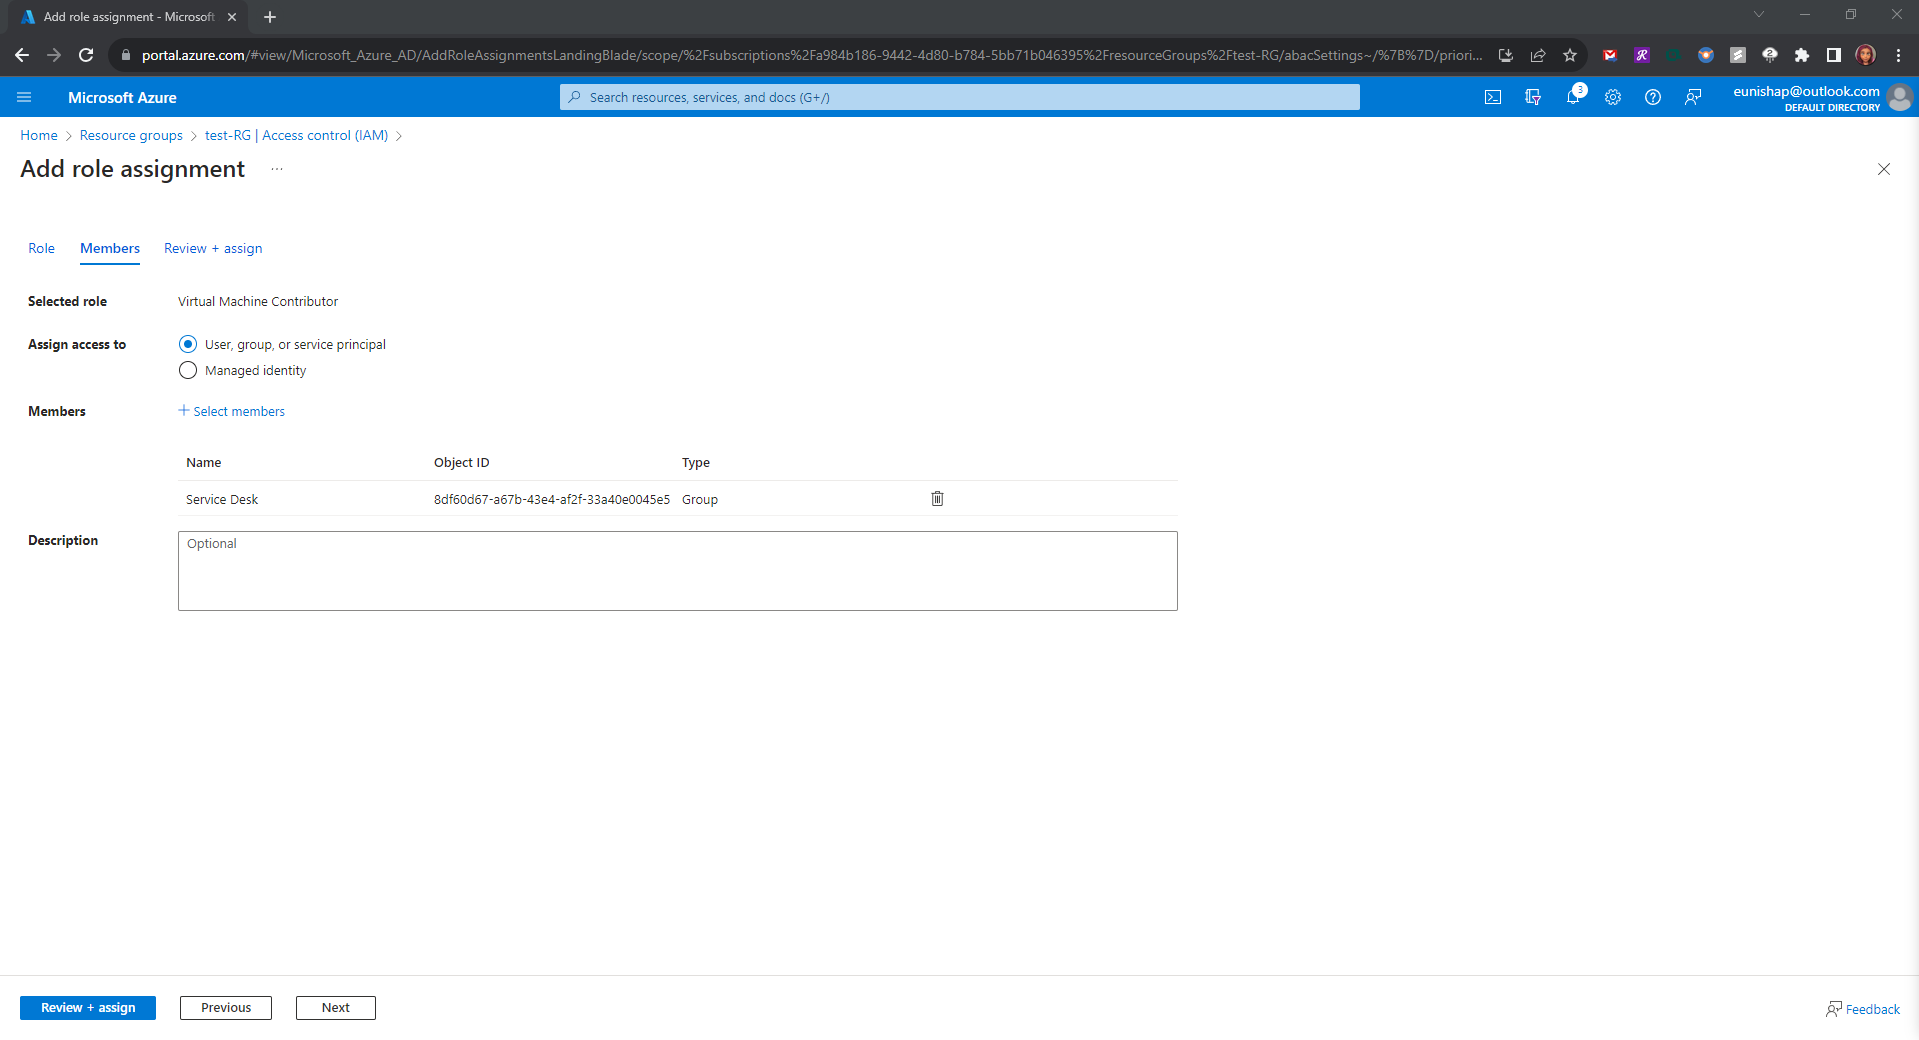 Add role assignment - Microsoft
portal.azure.com/#view/Microsoft_Azure_AD/AddRoleAssignmentsLandingBlade/scope/%2Fsubscriptions%2Fa984b186-9442-4d80-b784-5bb71b046395%2FresourceGroups%2Ftest-RG/abacSettings~/%7B%7D/priori...
Microsoft Azure
Search resources, services, and docs (G+/)
3
eunishap@outlook.com
DEFAULT DIRECTORY
Home > Resource groups > test-RG | Access control (IAM) >
Add role assignment ...
Role Members Review + assign
Selected role Virtual Machine Contributor
Assign access to User, group, or service principal
Managed identity
Members + Select members
Name Object ID Type
Service Desk 8df60d67-a67b-43e4-af2f-33a40e0045e5 Group
Description Optional
Review + assign Previous Next Feedback